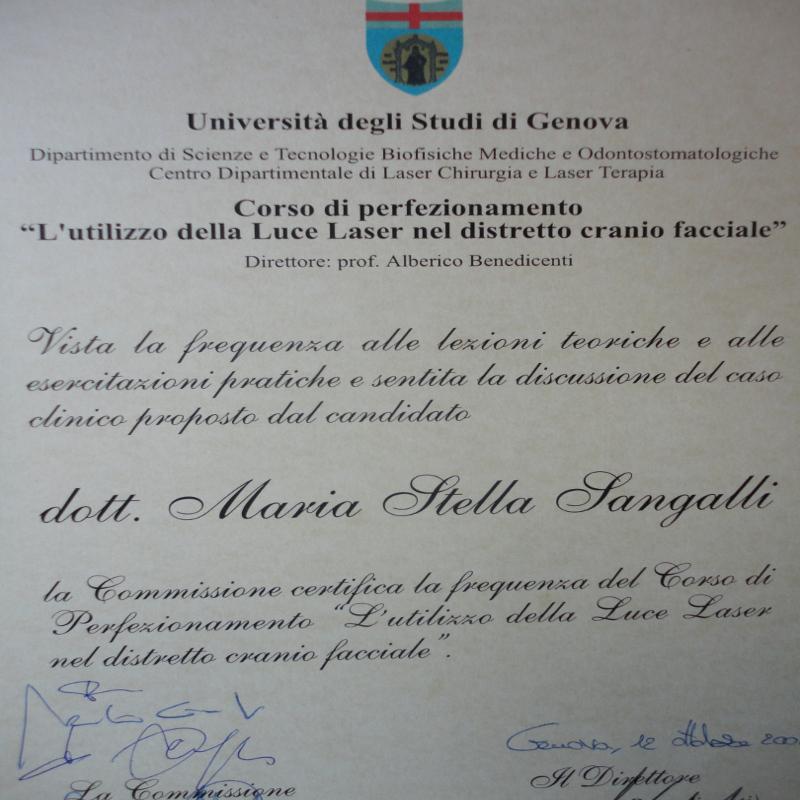 Università degli Studi di Genova
Dipartimento di Scienze e Tecnologie Biofisiche Mediche e Odontostomatologiche
Centro Dipartimentale di Laser Chirurgia e Laser Terapia
Corso di perfezionamento
“L'utilizzo della Luce Laser nel distretto cranio facciale”
Direttore: prof. Alberico Benedicenti
Vista la frequenza alle lezioni teoriche e alle
esercitazioni pratiche e sentita la discussione del caso
clinico proposto dal candidato
dott. Maria Stella Sangalli
la Commissione certifica la frequenza del Corso di
Perfezionamento “L'utilizzo della Luce Laser
nel distretto cranio facciale”.
Genova, 12 ottobre
La Commissione
Il Direttore